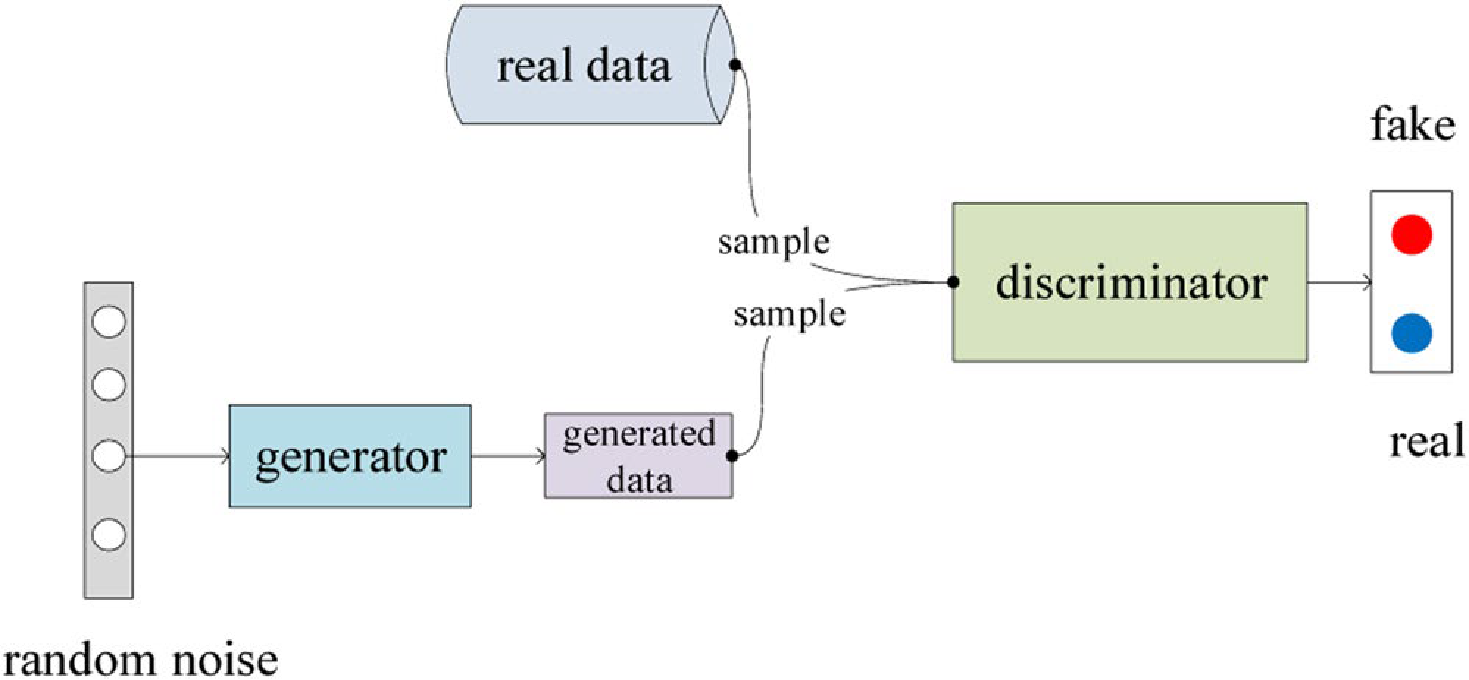 real data
fake
sample
discriminator
sample
generator
generated
data
real
random noise